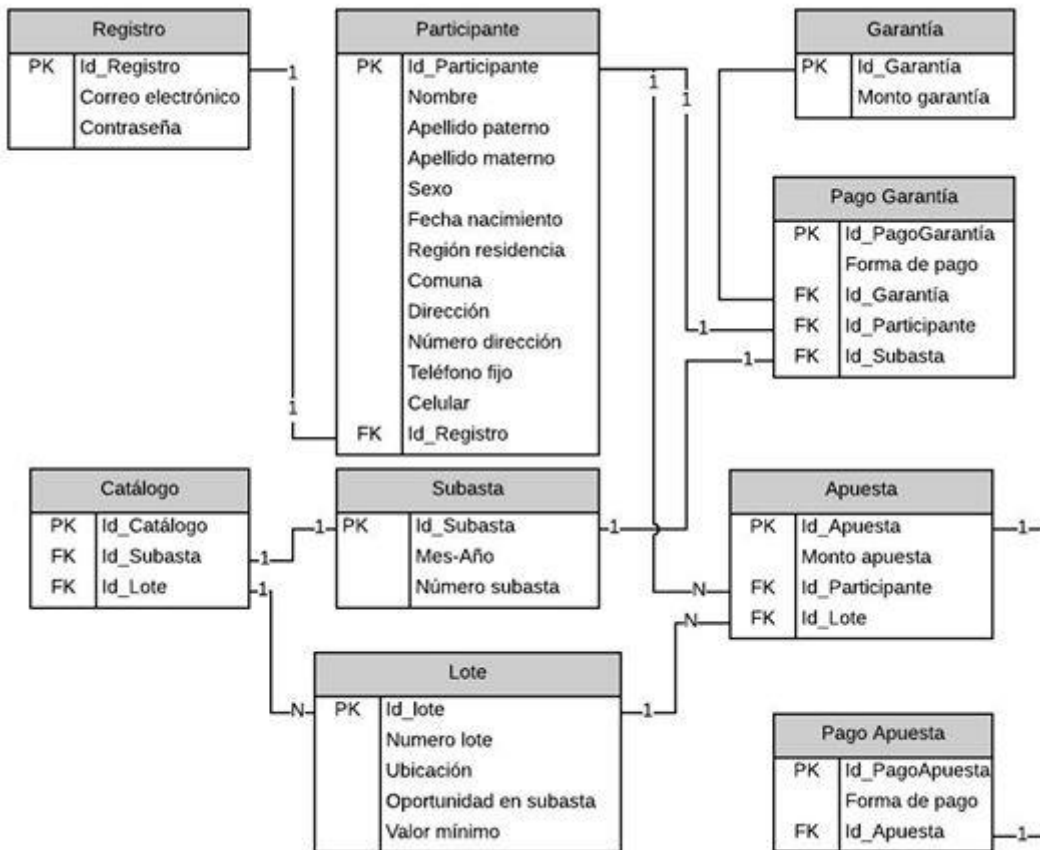 Registro
PK Id_Registro
Correo electrónico
Contraseña
1
1
Participante
PK Id_Participante
Nombre
Apellido paterno
Apellido materno
Sexo
Fecha nacimiento
Región residencia
Comuna
Dirección
Número dirección
Teléfono fijo
Celular
FK Id_Registro
1
1
Garantía
PK Id_Garantía
Monto garantía
Pago Garantía
PK Id_PagoGarantía
Forma de pago
FK Id_Garantía
1 FK Id_Participante
1 FK Id_Subasta
Catálogo
PK Id_Catálogo
FK Id_Subasta
FK Id_Lote
1
1
1
Subasta
PK Id_Subasta
Mes-Año
Número subasta
1
Apuesta
PK Id_Apuesta
Monto apuesta
N FK Id_Participante
N FK Id_Lote
1
Lote
N PK Id_lote
Numero lote
Ubicación
Oportunidad en subasta
Valor mínimo
1
Pago Apuesta
PK Id_PagoApuesta
Forma de pago
FK Id_Apuesta
1